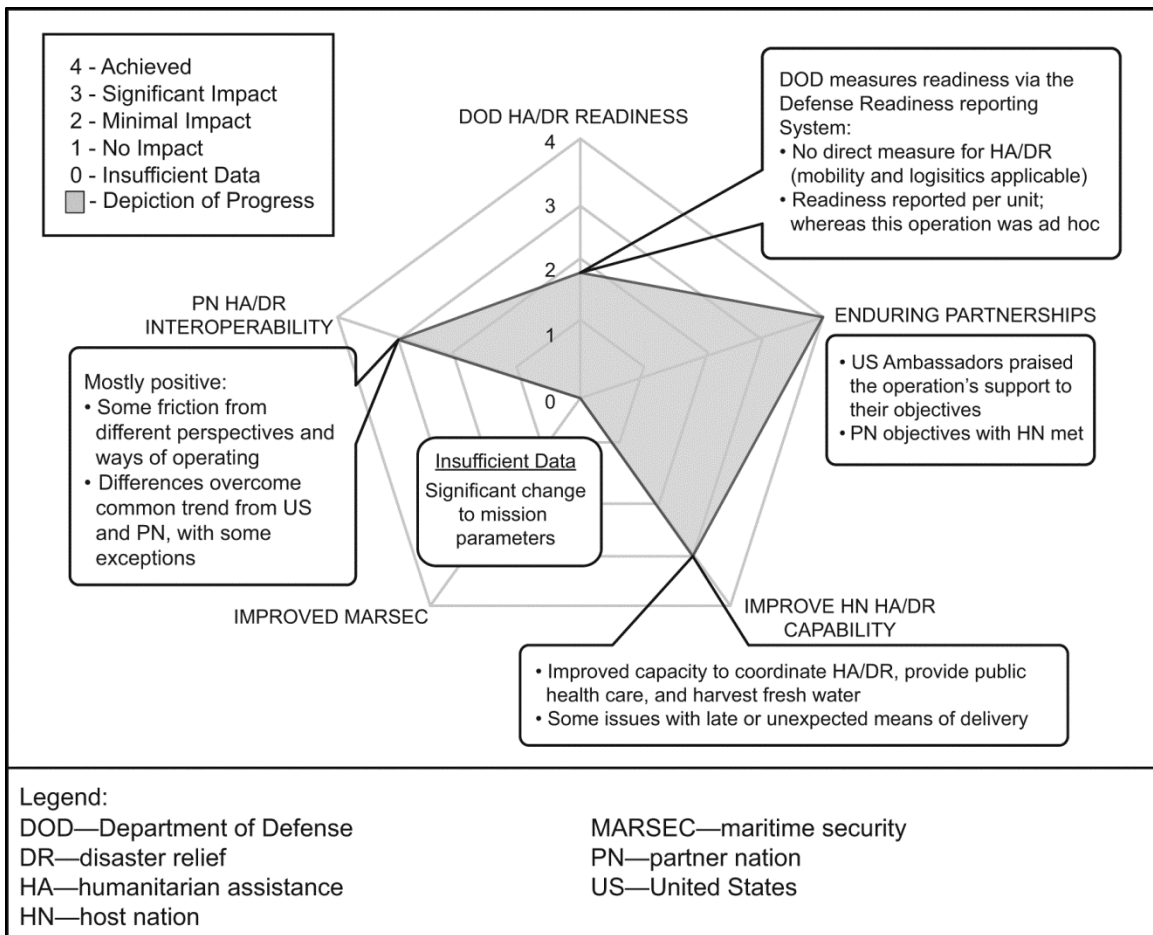 4 - Achieved
3 - Significant Impact
2 - Minimal Impact
1 - No Impact
0 - Insufficient Data
- Depiction of Progress
DOD HA/DR READINESS
4
3
2
1
0
DOD measures readiness via the
Defense Readiness reporting
System:
• No direct measure for HA/DR
(mobility and logisitics applicable)
• Readiness reported per unit;
whereas this operation was ad hoc
PN HA/DR
INTEROPERABILITY
Mostly positive:
• Some friction from
different perspectives and
ways of operating
• Differences overcome
common trend from US
and PN, with some
exceptions
ENDURING PARTNERSHIPS
• US Ambassadors praised
the operation’s support to
their objectives
• PN objectives with HN met
Insufficient Data
Significant change
to mission
parameters
IMPROVED MARSEC
IMPROVE HN HA/DR
CAPABILITY
• Improved capacity to coordinate HA/DR, provide public
health care, and harvest fresh water
• Some issues with late or unexpected means of delivery
Legend:
DOD—Department of Defense
DR—disaster relief
HA—humanitarian assistance
HN—host nation
MARSEC—maritime security
PN—partner nation
US—United States